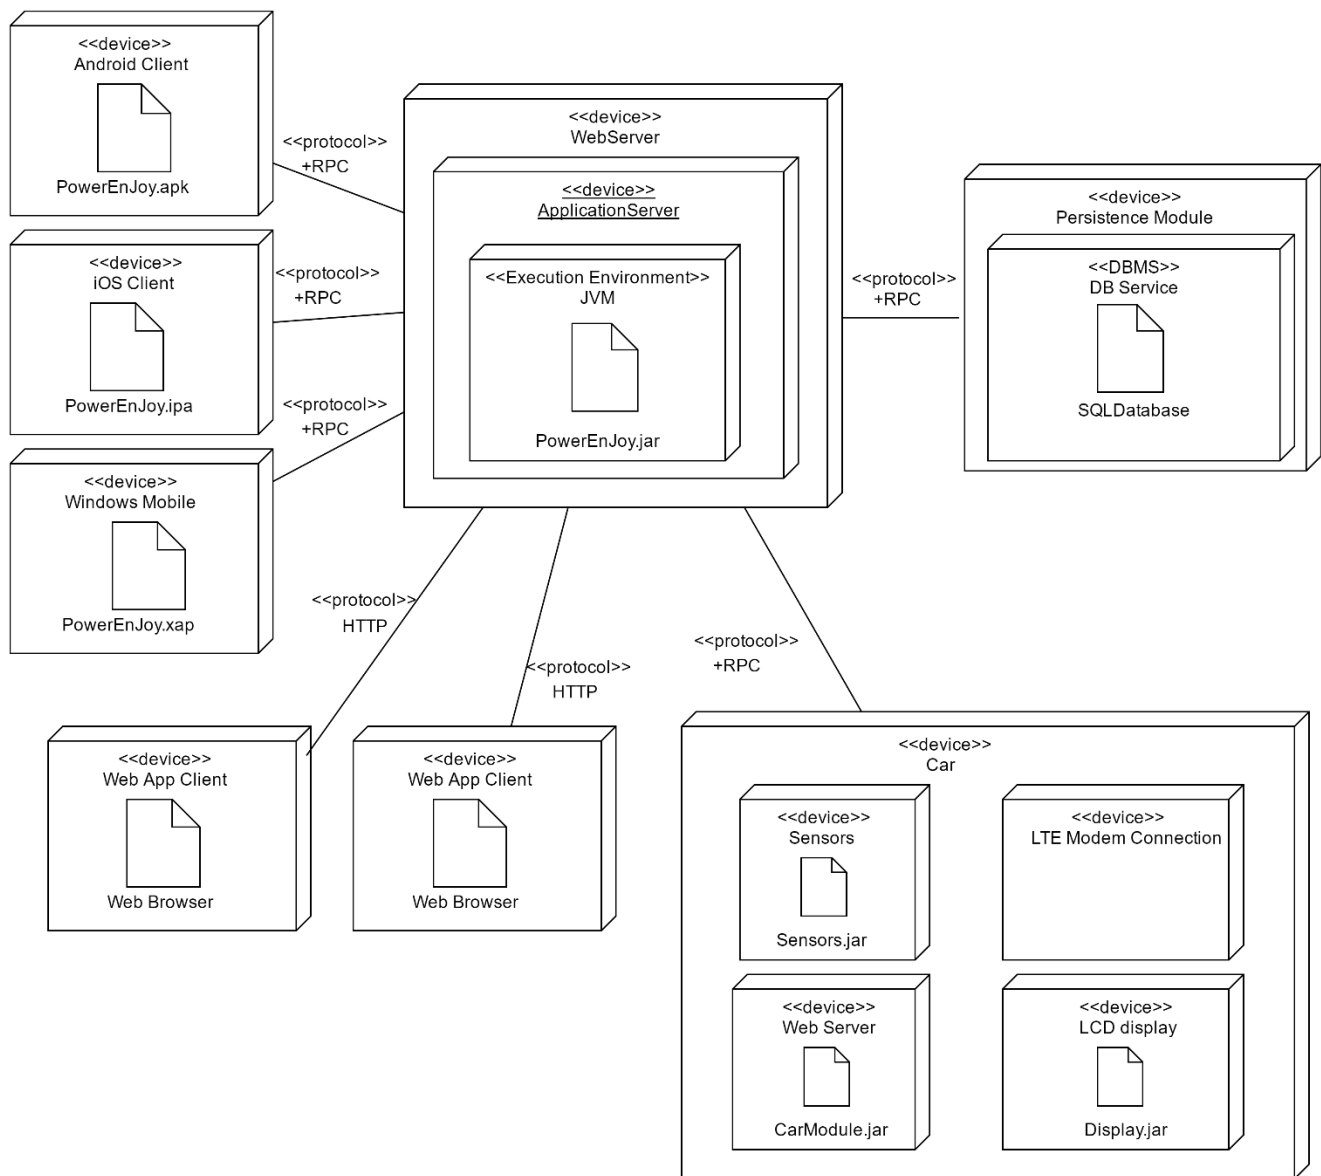 <<device>>
Android Client
PowerEnJoy.apk
<<protocol>>
+RPC
<<device>>
WebServer
<<device>>
ApplicationServer
<<Execution Environment>>
JVM
PowerEnJoy.jar
<<device>>
Persistence Module
<<DBMS>>
DB Service
SQLDatabase
<<protocol>>
+RPC
<<device>>
iOS Client
PowerEnJoy.ipa
<<protocol>>
+RPC
<<device>>
Windows Mobile
PowerEnJoy.xap
<<protocol>>
+RPC
<<protocol>>
HTTP
<<protocol>>
HTTP
<<protocol>>
+RPC
<<device>>
Web App Client
Web Browser
<<device>>
Web App Client
Web Browser
<<device>>
Car
<<device>>
Sensors
Sensors.jar
<<device>>
LTE Modem Connection
<<device>>
Web Server
CarModule.jar
<<device>>
LCD display
Display.jar